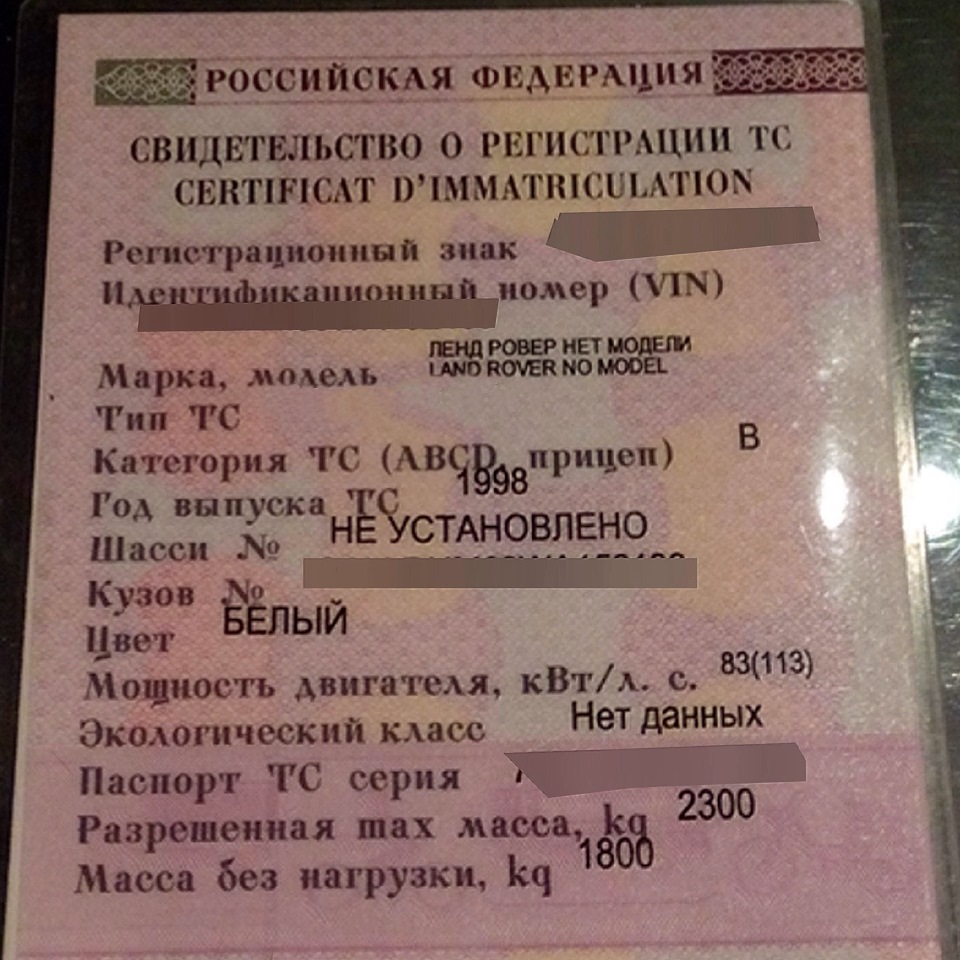 РОССИЙСКАЯ ФЕДЕРАЦИЯ
СВИДЕТЕЛЬСТВО О РЕГИСТРАЦИИ ТС
CERTIFICAT D'IMMATRICULATION
Регистрационный знак
Идентификационный номер (VIN)
Марка, модель ЛЕНД РОВЕР НЕТ МОДЕЛИ
LAND ROVER NO MODEL
Тип ТС
Категория ТС (ABCD, прицеп) В
Год выпуска ТС 1998
Шасси № НЕ УСТАНОВЛЕНО
Кузов №
Цвет БЕЛЫЙ
Мощность двигателя, кВт/л. с. 83(113)
Экологический класс Нет данных
Паспорт ТС серия
Разрешенная max масса, kg 2300
Масса без нагрузки, kg 1800